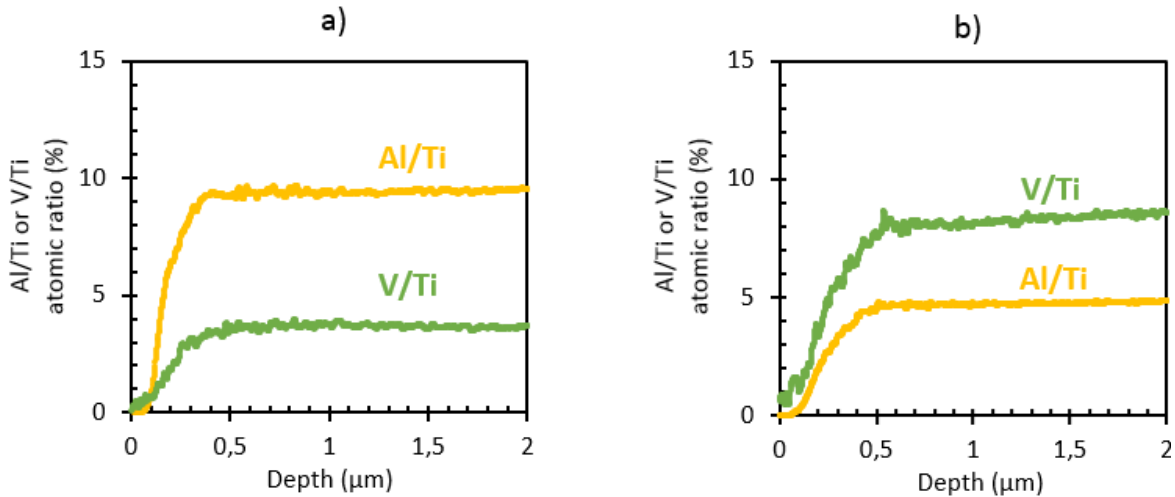 a)
Al/Ti or V/Ti
atomic ratio (%)
15
10
5
0
Al/Ti
V/Ti
0 0,5 1 1,5 2
Depth (µm)
b)
Al/Ti or V/Ti
atomic ratio (%)
15
10
5
0
V/Ti
Al/Ti
0 0,5 1 1,5 2
Depth (µm)